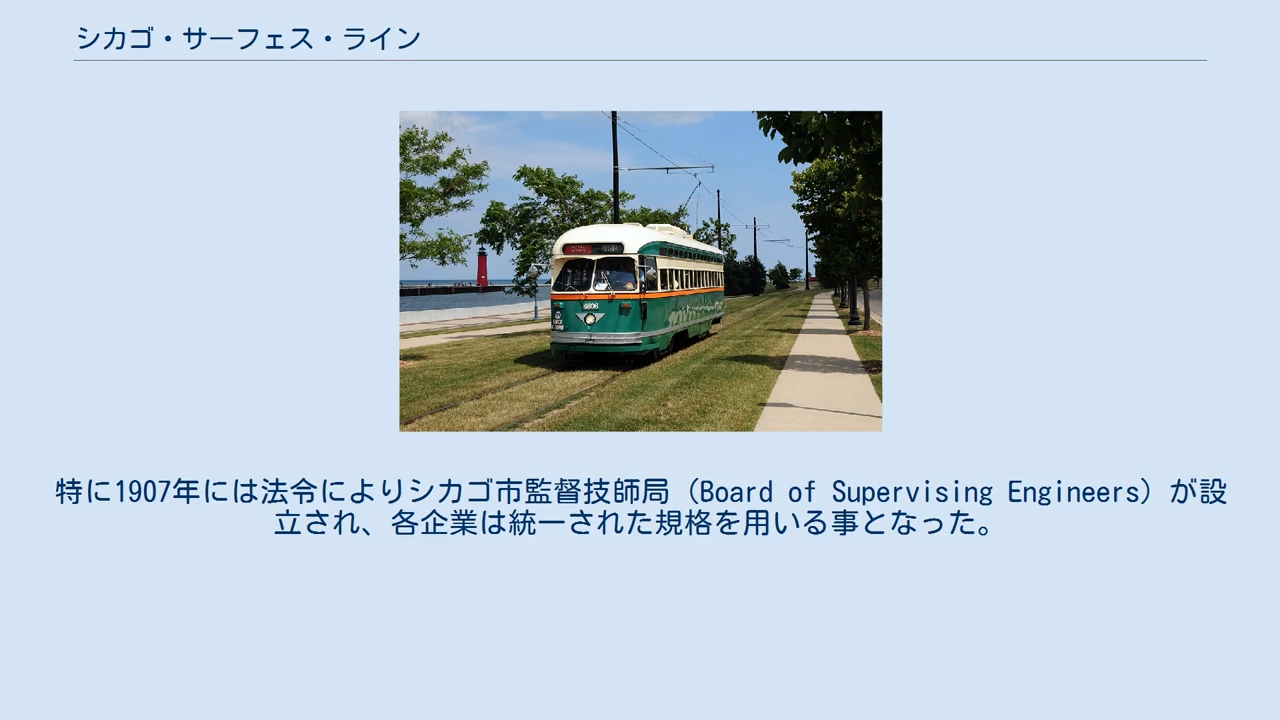 シカゴ・サーフェス・ライン
4606
特に1907年には法令によりシカゴ市監督技師局（Board of Supervising Engineers）が設
立され、各企業は統一された規格を用いる事となった。